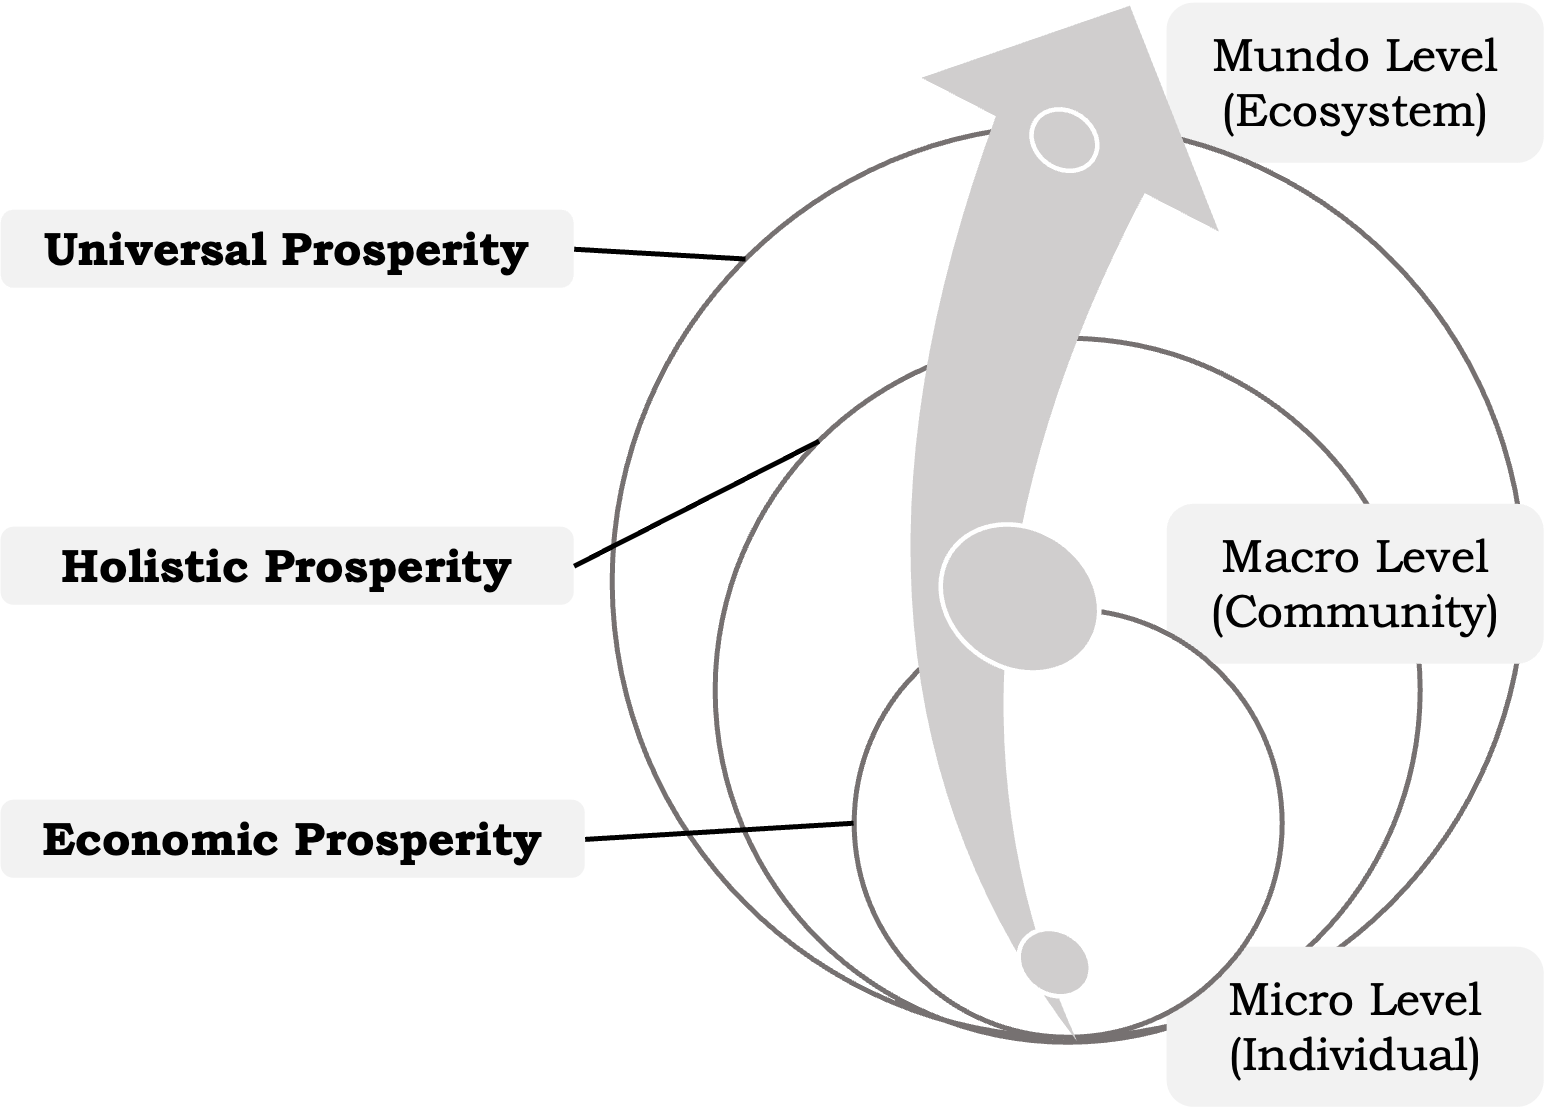 Mundo Level
(Ecosystem)
Universal Prosperity
Holistic Prosperity
Macro Level
(Community)
Economic Prosperity
Micro Level
(Individual)